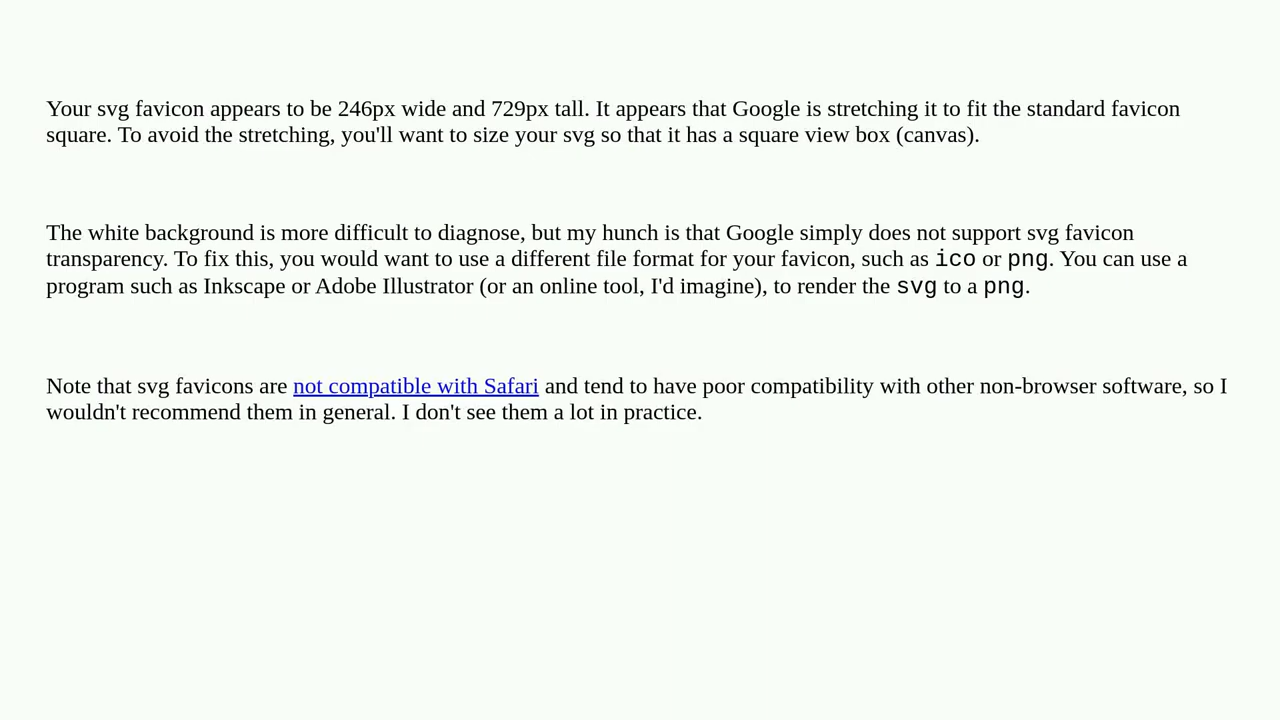 Your svg favicon appears to be 246px wide and 729px tall. It appears that Google is stretching it to fit the standard favicon
square. To avoid the stretching, you'll want to size your svg so that it has a square view box (canvas).
The white background is more difficult to diagnose, but my hunch is that Google simply does not support svg favicon
transparency. To fix this, you would want to use a different file format for your favicon, such as ico or png. You can use a
program such as Inkscape or Adobe Illustrator (or an online tool, I'd imagine), to render the svg to a png.
Note that svg favicons are not compatible with Safari and tend to have poor compatibility with other non-browser software, so I
wouldn't recommend them in general. I don't see them a lot in practice.